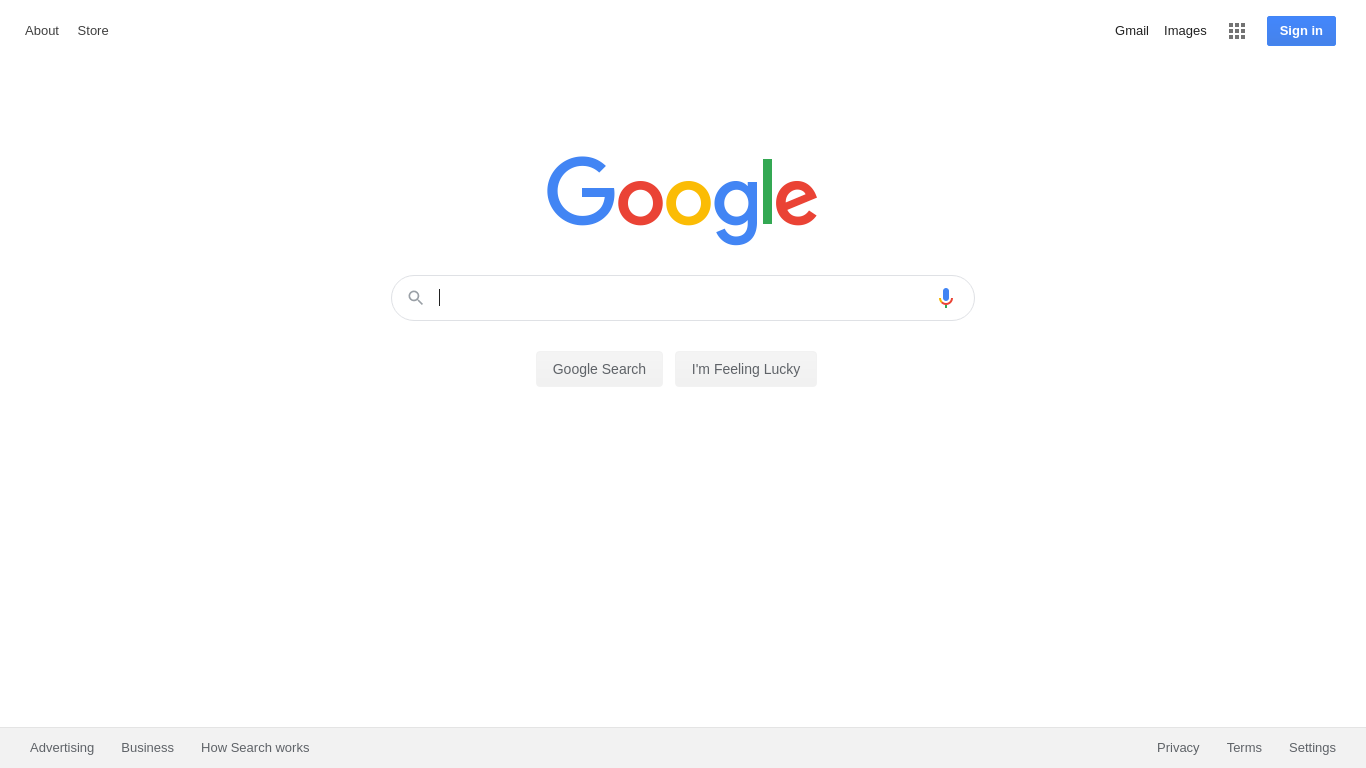 About Store Gmail Images Sign in
Google
Google Search I'm Feeling Lucky
Advertising Business How Search works Privacy Terms Settings